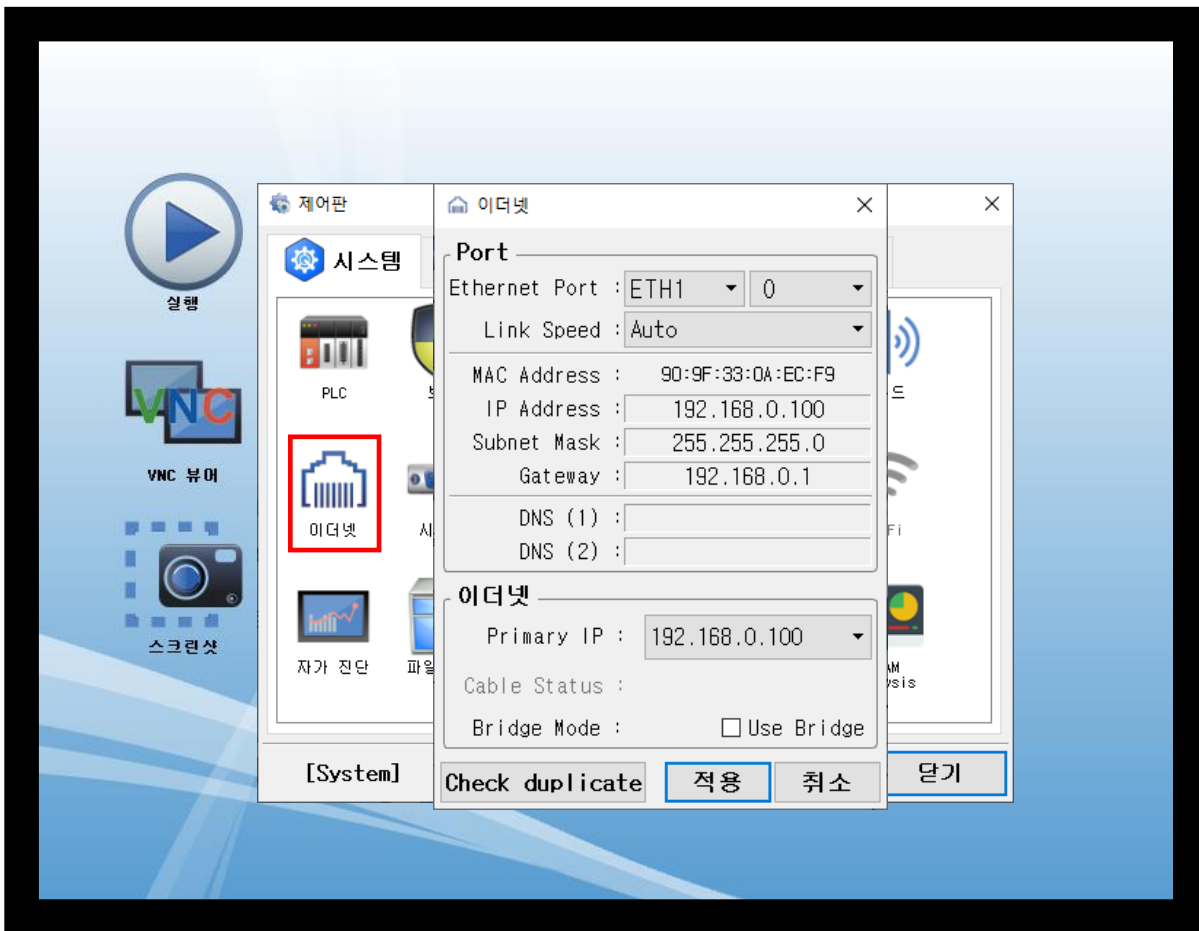 실행
VNC
VNC 뷰어
스크린샷
제어판
시스템
PLC
이더넷
자가 진단
[System]
닫기
이더넷
Port
Ethernet Port : ETH1 0
Link Speed : Auto
MAC Address : 90:9F:33:0A:EC:F9
IP Address : 192.168.0.100
Subnet Mask : 255.255.255.0
Gateway : 192.168.0.1
DNS (1) :
DNS (2) :
이더넷
Primary IP : 192.168.0.100
Cable Status :
Bridge Mode : Use Bridge
Check duplicate 적용 취소